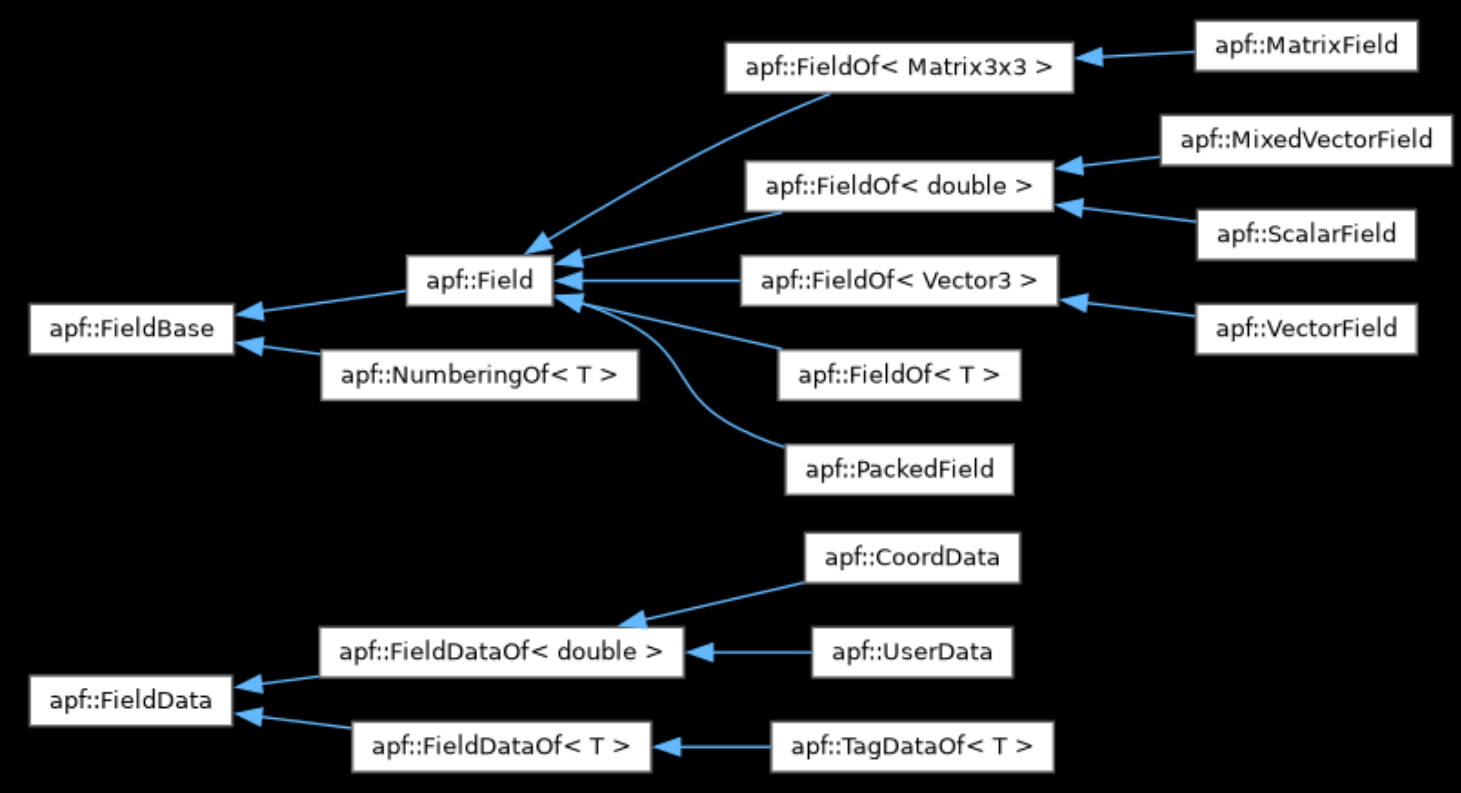 apf::MatrixField
apf::FieldOf< Matrix3x3 >
apf::MixedVectorField
apf::FieldOf< double >
apf::ScalarField
apf::Field
apf::FieldOf< Vector3 >
apf::FieldBase
apf::VectorField
apf::NumberingOf< T >
apf::FieldOf< T >
apf::PackedField
apf::CoordData
apf::FieldDataOf< double >
apf::UserData
apf::FieldData
apf::FieldDataOf< T >
apf::TagDataOf< T >